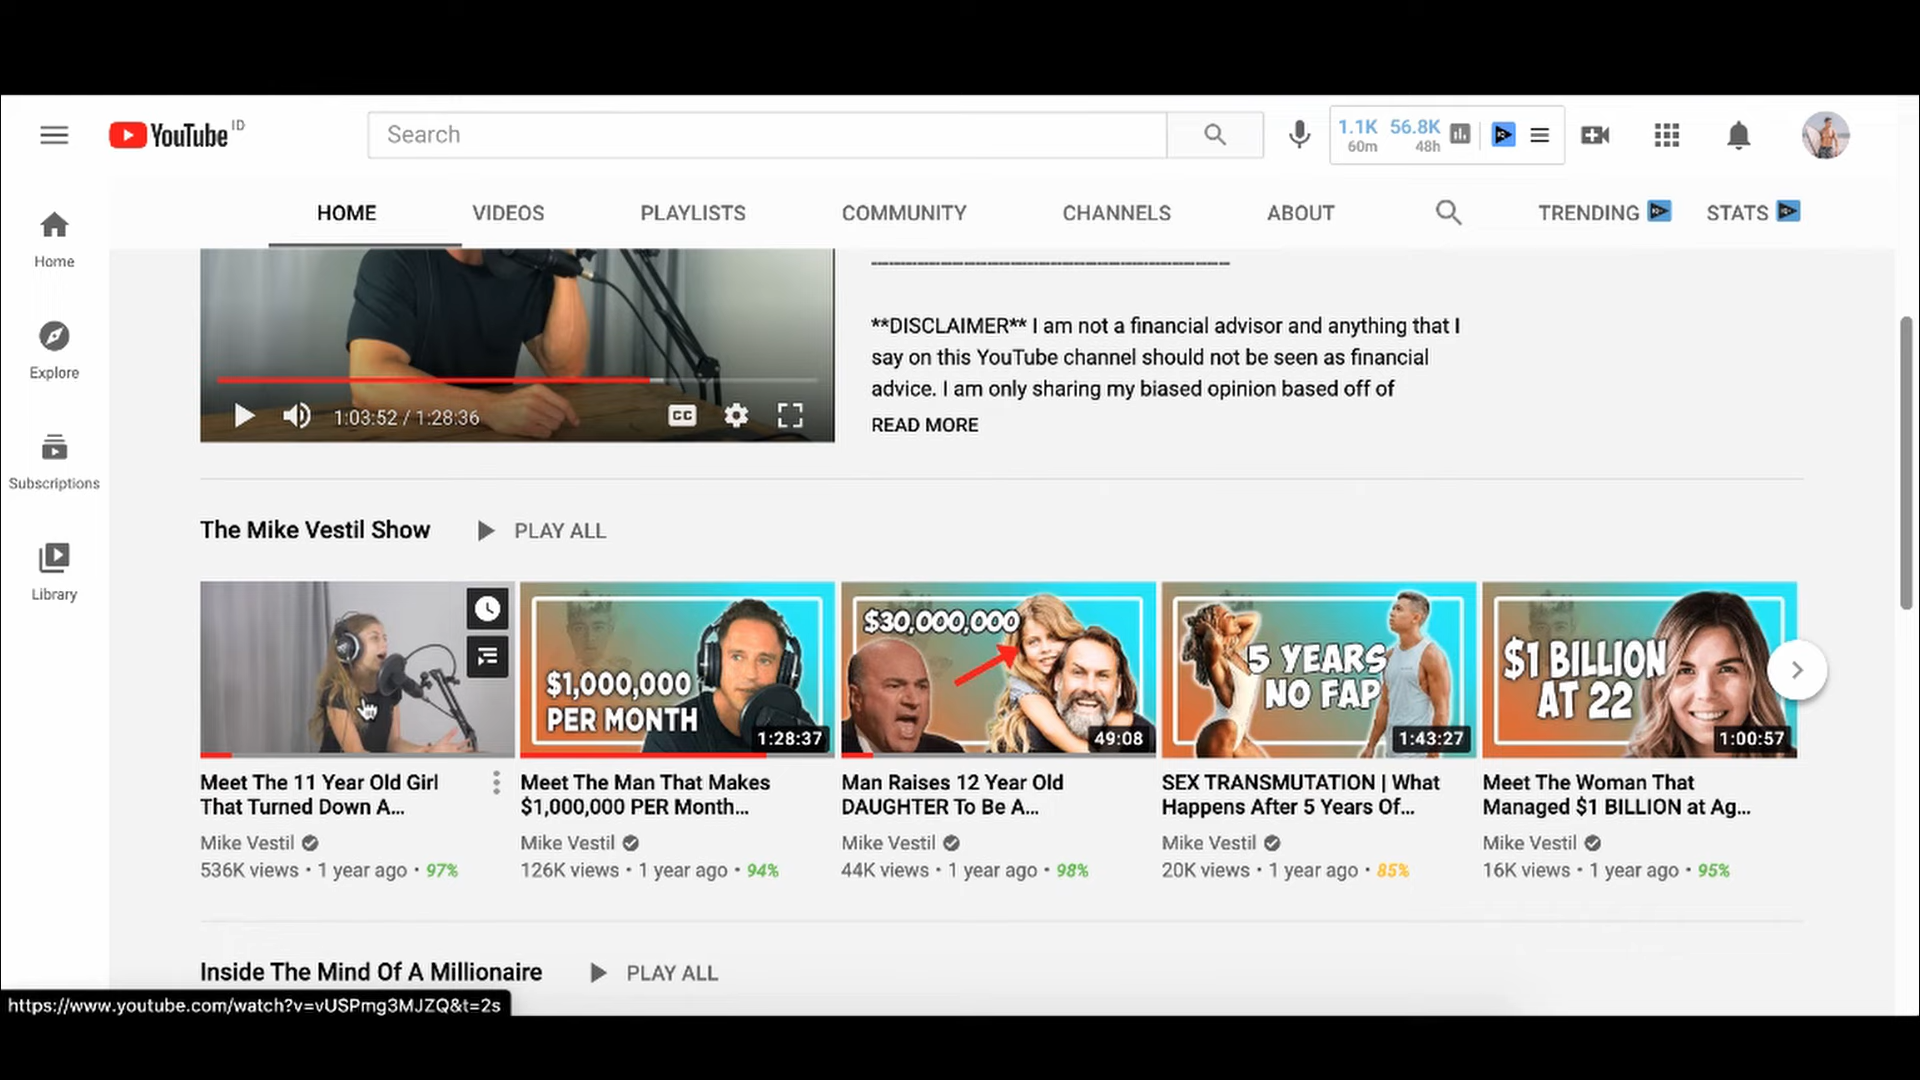 YouTube ID
Search
1.1K 56.8K
60m 48h
HOME VIDEOS PLAYLISTS COMMUNITY CHANNELS ABOUT TRENDING STATS
Home
Explore
Subscriptions
Library
1:03:52 / 1:28:36
CC
**DISCLAIMER** I am not a financial advisor and anything that I
say on this YouTube channel should not be seen as financial
advice. I am only sharing my biased opinion based off of
READ MORE
The Mike Vestil Show PLAY ALL
$1,000,000
PER MONTH
1:28:37
$30,000,000
49:08
5 YEARS
NO FAP
1:43:27
$1 BILLION
AT 22
1:00:57
Meet The 11 Year Old Girl
That Turned Down A...
Mike Vestil
536K views • 1 year ago • 97%
Meet The Man That Makes
$1,000,000 PER Month...
Mike Vestil
126K views • 1 year ago • 94%
Man Raises 12 Year Old
DAUGHTER To Be A...
Mike Vestil
44K views • 1 year ago • 98%
SEX TRANSMUTATION | What
Happens After 5 Years Of...
Mike Vestil
20K views • 1 year ago • 85%
Meet The Woman That
Managed $1 BILLION at Ag...
Mike Vestil
16K views • 1 year ago • 95%
Inside The Mind Of A Millionaire PLAY ALL
https://www.youtube.com/watch?v=vUSPmg3MJZQ&t=2s